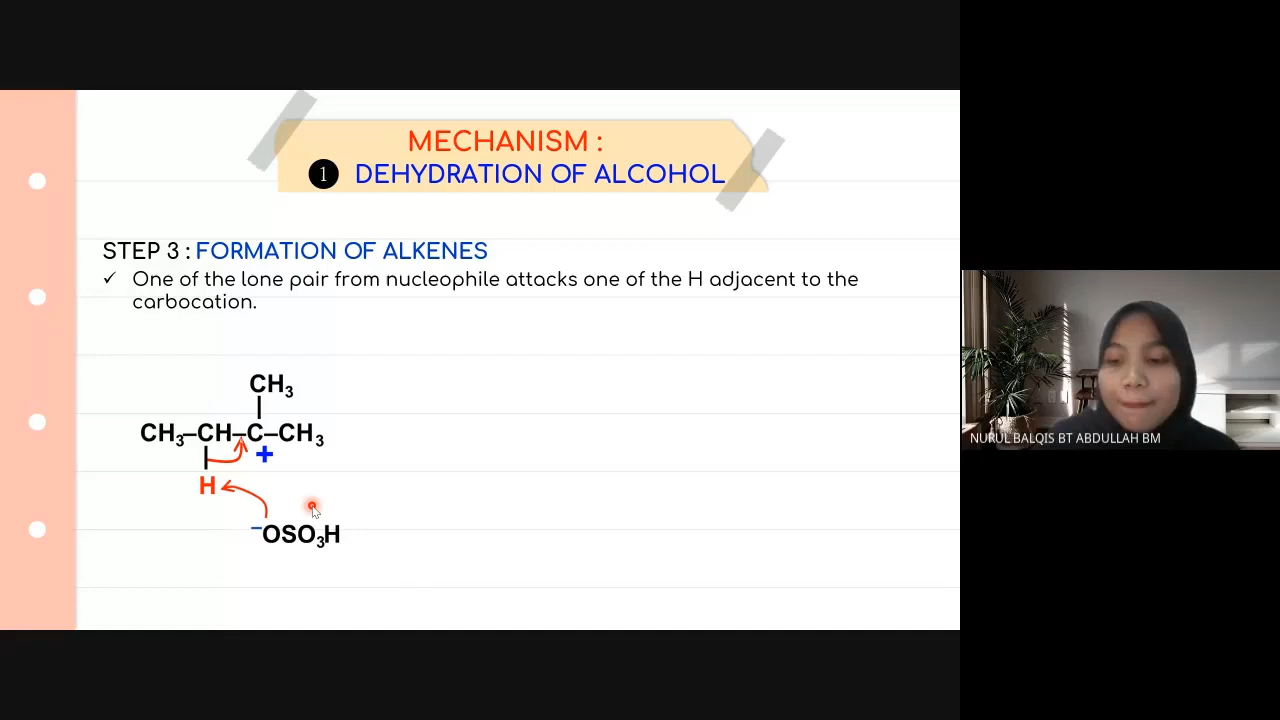 MECHANISM :
1 DEHYDRATION OF ALCOHOL
STEP 3 : FORMATION OF ALKENES
✓ One of the lone pair from nucleophile attacks one of the H adjacent to the
carbocation.
CH₃
CH₃–CH–C–CH₃
+
H
⁻OSO₃H
NURUL BALQIS BT ABDULLAH BM